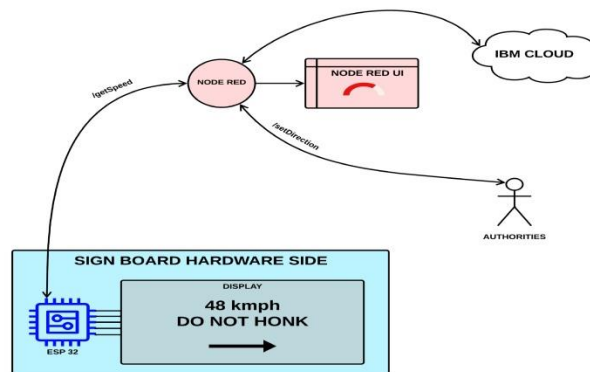 IBM CLOUD
NODE RED
NODE RED UI
/getSpeed
/setDirection
AUTHORITIES
SIGN BOARD HARDWARE SIDE
DISPLAY
48 kmph
DO NOT HONK
ESP 32